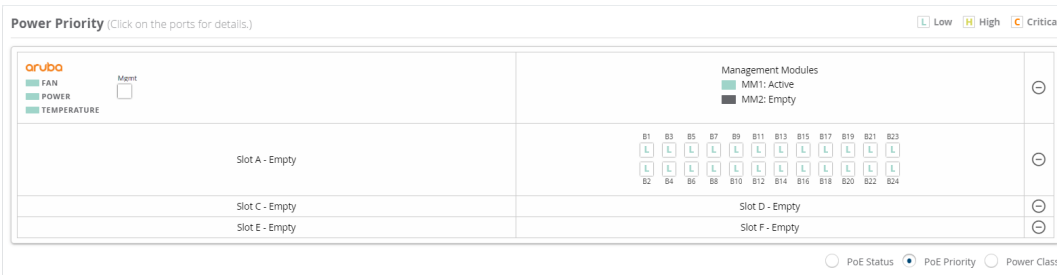 Power Priority (Click on the ports for details.)
L Low H High C Critica
aruba
FAN
POWER
TEMPERATURE
Mgmt
Management Modules
MM1: Active
MM2: Empty
Slot A - Empty
B1 B3 B5 B7 B9 B11 B13 B15 B17 B19 B21 B23
L L L L L L L L L L L L
L L L L L L L L L L L L
B2 B4 B6 B8 B10 B12 B14 B16 B18 B20 B22 B24
Slot C - Empty
Slot D - Empty
Slot E - Empty
Slot F - Empty
PoE Status PoE Priority Power Class